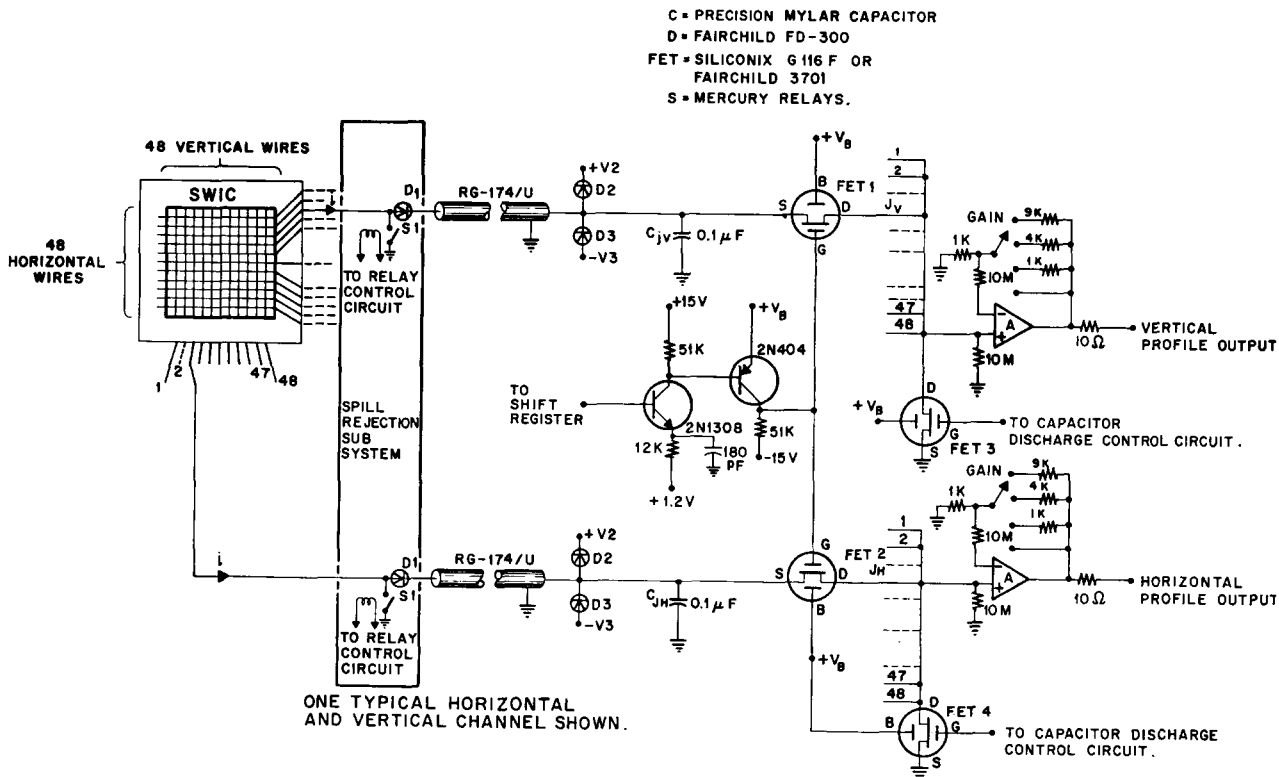 C = PRECISION MYLAR CAPACITOR
D = FAIRCHILD FD-300
FET = SILICONIX G 116 F OR
FAIRCHILD 3701
S = MERCURY RELAYS.
48 VERTICAL WIRES
SWIC
48
HORIZONTAL
WIRES
i
1
2
47
48
D1
S1
TO RELAY
CONTROL
CIRCUIT
SPILL
REJECTION
SUB
SYSTEM
RG-174/U
+V2
D2
D3
-V3
CjV
0.1 μF
+VB
B
FET 1
S
D
G
1
2
JV
47
48
GAIN
9K
4K
1K
1K
10M
A
10M
10Ω
VERTICAL
PROFILE OUTPUT
+15V
51K
+VB
2N404
TO
SHIFT
REGISTER
2N1308
12K
180
PF
+1.2V
51K
-15V
D
+VB
G
S
FET 3
TO CAPACITOR
DISCHARGE CONTROL CIRCUIT.
i
D1
S1
TO RELAY
CONTROL
CIRCUIT
RG-174/U
+V2
D2
D3
-V3
CJH
0.1 μF
G
FET 2
S
D
B
+VB
1
2
JH
47
48
GAIN
9K
4K
1K
1K
10M
A
10M
10Ω
HORIZONTAL
PROFILE OUTPUT
D
FET 4
B
G
S
TO CAPACITOR DISCHARGE
CONTROL CIRCUIT.
ONE TYPICAL HORIZONTAL
AND VERTICAL CHANNEL SHOWN.